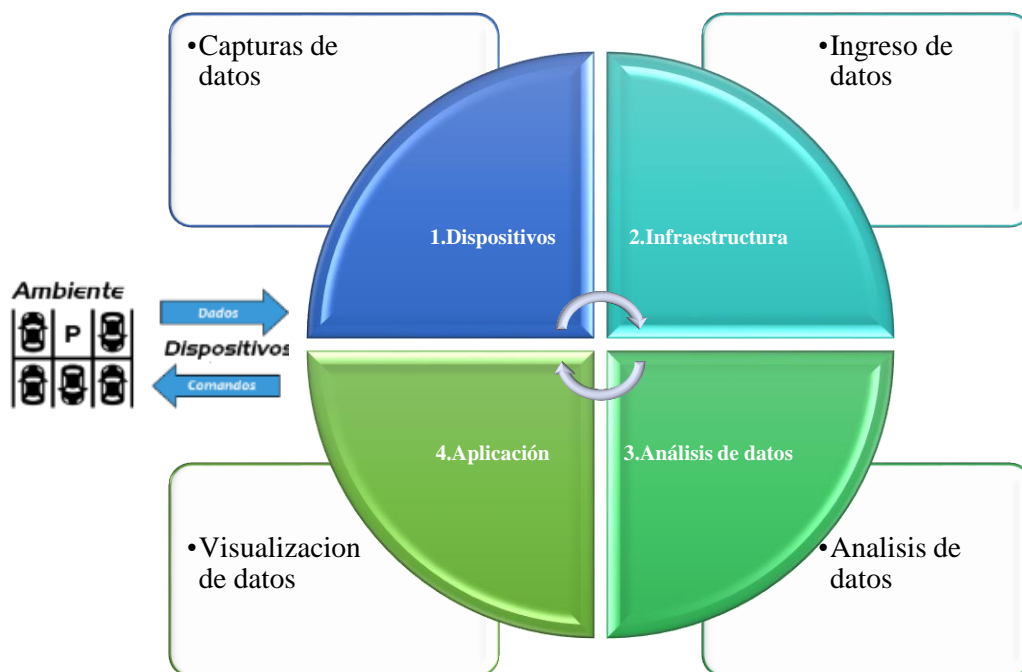 •Capturas de
datos
•Ingreso de
datos
1.Dispositivos
2.Infraestructura
Ambiente
P
Dados
Dispositivos
Comandos
4.Aplicación
3.Análisis de datos
•Visualizacion
de datos
•Analisis de
datos